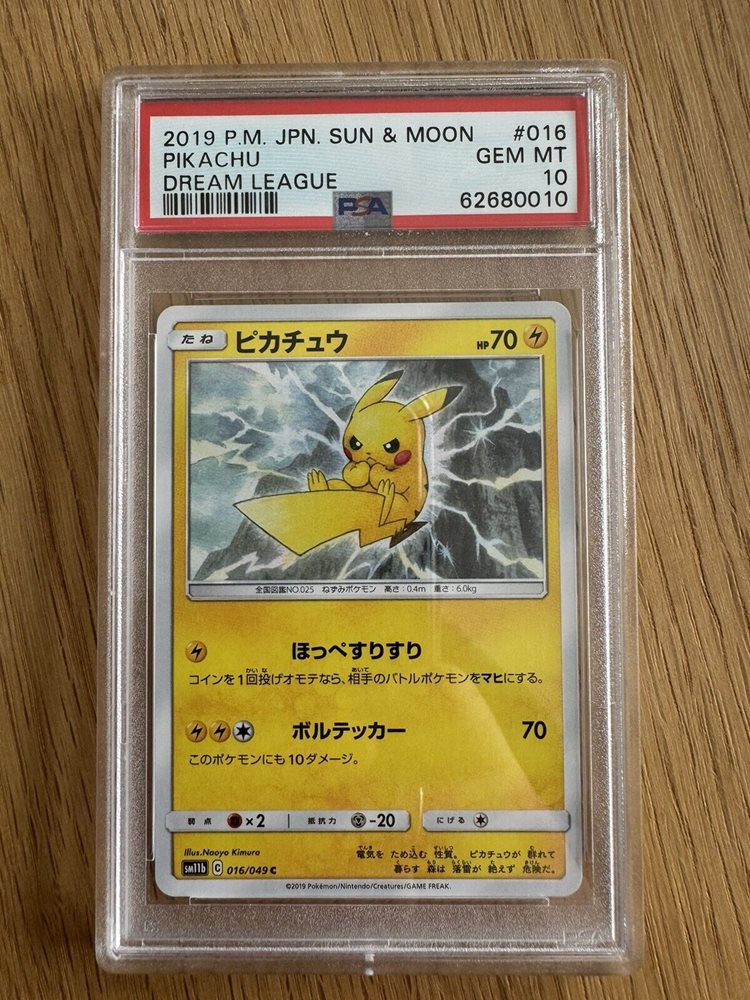 2019 P.M. JPN. SUN & MOON #016
PIKACHU GEM MT
DREAM LEAGUE 10
PSA 62680010
たね ピカチュウ HP70
全国図鑑NO.025 ねずみポケモン 高さ:0.4m 重さ:6.0kg
ほっぺすりすり
コインを1回投げオモテなら、相手のバトルポケモンをマヒにする。
ボルテッカー 70
このポケモンにも10ダメージ。
弱点 ×2 抵抗力 -20 にげる
Illus.Naoyo Kimura
電気を ため込む 性質。 ピカチュウが 群れて
暮らす 森は 落雷が 絶えず 危険だ。
sm11b C 016/049 C
©2019 Pokémon/Nintendo/Creatures/GAME FREAK.